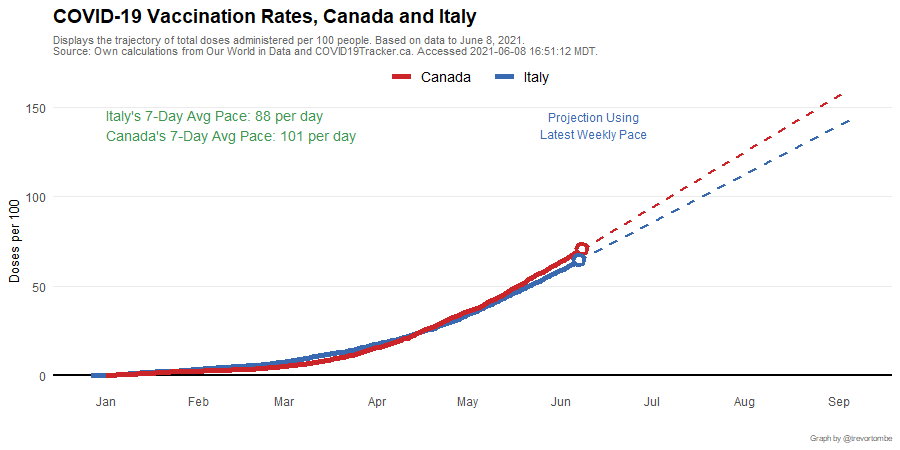 COVID-19 Vaccination Rates, Canada and Italy
Displays the trajectory of total doses administered per 100 people. Based on data to June 8, 2021.
Source: Own calculations from Our World in Data and COVID19Tracker.ca. Accessed 2021-06-08 16:51:12 MDT.
Canada Italy
Italy's 7-Day Avg Pace: 88 per day
Canada's 7-Day Avg Pace: 101 per day
Projection Using
Latest Weekly Pace
Doses per 100
150
100
50
0
Jan Feb Mar Apr May Jun Jul Aug Sep
Graph by @trevortombe